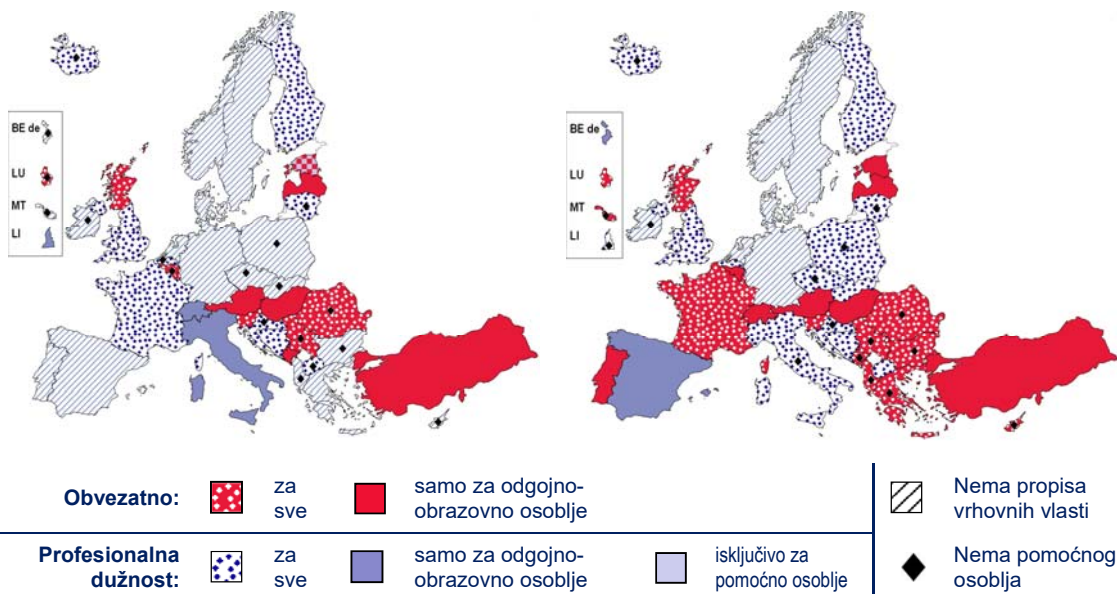 BE de
LU
MT
LI
BE de
LU
MT
LI
Obvezatno:
za
sve
samo za odgojno-
obrazovno osoblje
Nema propisa
vrhovnih vlasti
Profesionalna
dužnost:
za
sve
samo za odgojno-
obrazovno osoblje
isključivo za
pomoćno osoblje
Nema pomoćnog
osoblja